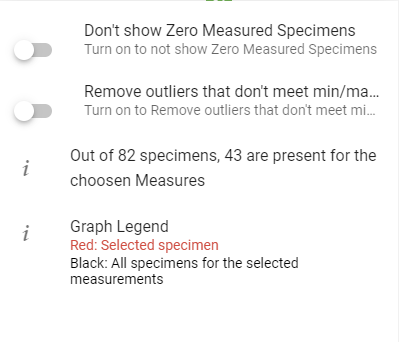 Don't show Zero Measured Specimens
Turn on to not show Zero Measured Specimens
Remove outliers that don't meet min/ma...
Turn on to Remove outliers that don't meet mi...
i
Out of 82 specimens, 43 are present for the
choosen Measures
i
Graph Legend
Red: Selected specimen
Black: All specimens for the selected
measurements